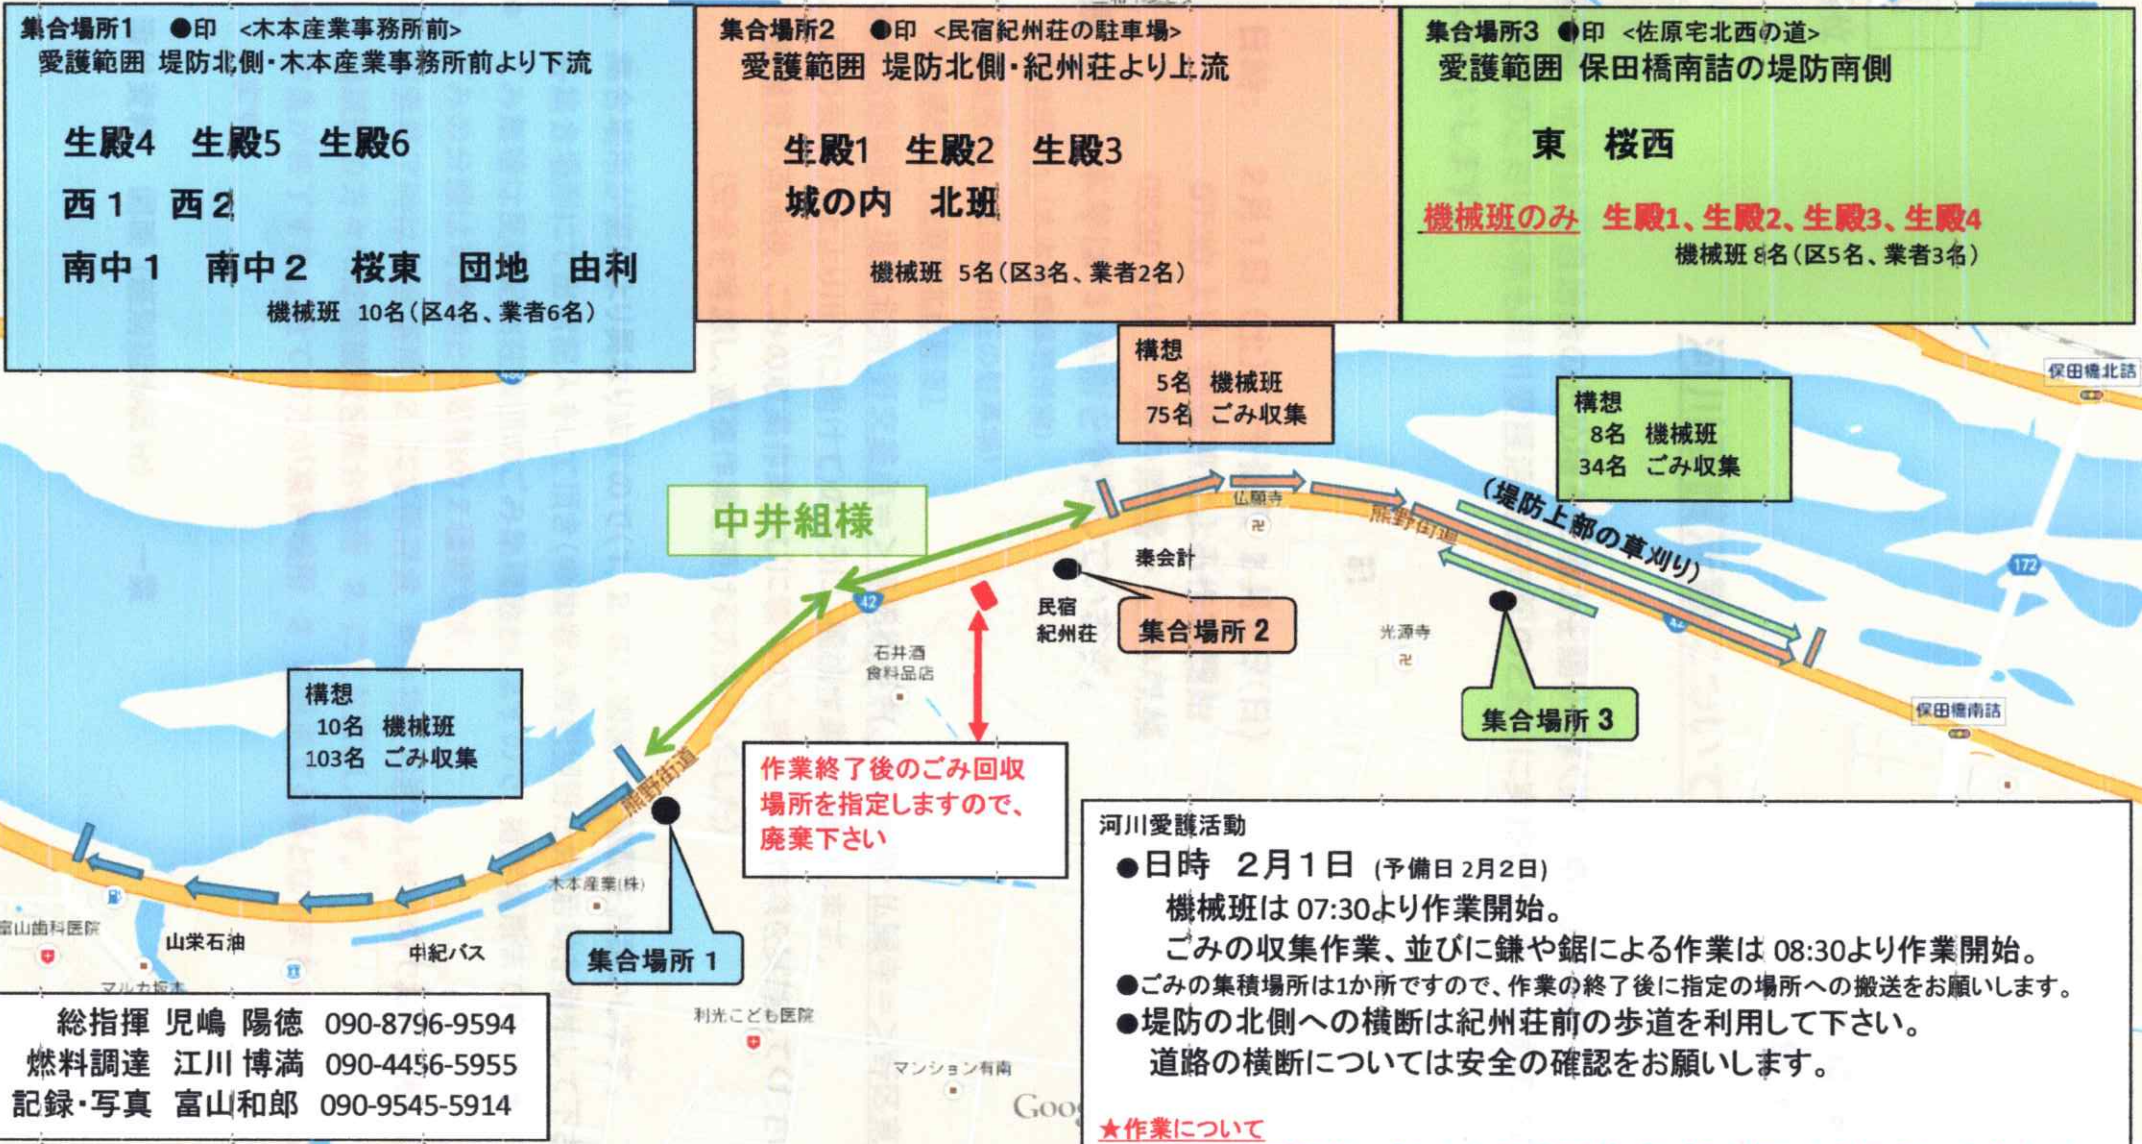 集合場所1 ●印 <木本産業事務所前>
愛護範囲 堤防北側・木本産業事務所前より下流
生殿4 生殿5 生殿6
西1 西2
南中1 南中2 桜東 団地 由利
機械班 10名(区4名、業者6名)
集合場所2 ●印 <民宿紀州荘の駐車場>
愛護範囲 堤防北側・紀州荘より上流
生殿1 生殿2 生殿3
城の内 北班
機械班 5名(区3名、業者2名)
集合場所3 ●印 <佐原宅北西の道>
愛護範囲 保田橋南詰の堤防南側
東 桜西
機械班のみ 生殿1、生殿2、生殿3、生殿4
機械班 8名(区5名、業者3名)
構想
5名 機械班
75名 ごみ収集
構想
8名 機械班
34名 ごみ収集
保田橋北詰
(堤防上部の草刈り)
中井組様
仏願寺
熊野街道
秦会計
172
42
民宿
紀州荘
集合場所2
石井酒
食料品店
光源寺
42
集合場所3
保田橋南詰
構想
10名 機械班
103名 ごみ収集
熊野街道
作業終了後のごみ回収
場所を指定しますので、
廃棄下さい
木本産業(株)
富山歯科医院
山栄石油
中紀バス
集合場所1
マルカ坂本
利光こども医院
マンション有南
Goo
総指揮 児嶋 陽徳 090-8796-9594
燃料調達 江川 博満 090-4456-5955
記録・写真 富山和郎 090-9545-5914
河川愛護活動
●日時 2月1日 (予備日 2月2日)
機械班は 07:30より作業開始。
ごみの収集作業、並びに鎌や鋸による作業は 08:30より作業開始。
●ごみの集積場所は1か所ですので、作業の終了後に指定の場所への搬送をお願いします。
●堤防の北側への横断は紀州荘前の歩道を利用して下さい。
道路の横断については安全の確認をお願いします。
★作業について